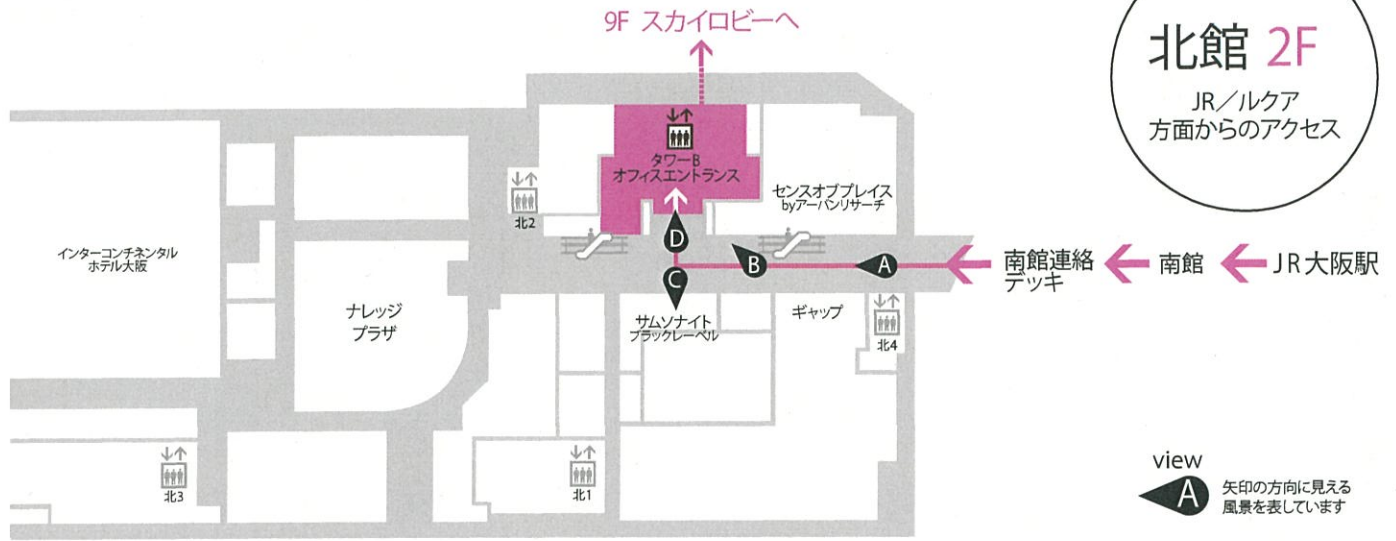 9F スカイロビーへ
北館 2F
JR／ルクア
方面からのアクセス
タワーB
オフィスエントランス
センスオブプレイス
byアーバンリサーチ
北2
インターコンチネンタル
ホテル大阪
D
B
A
C
南館連絡
デッキ
南館
JR大阪駅
ナレッジ
プラザ
サムソナイト
ブラックレーベル
ギャップ
北4
北3
北1
view
A
矢印の方向に見える
風景を表しています